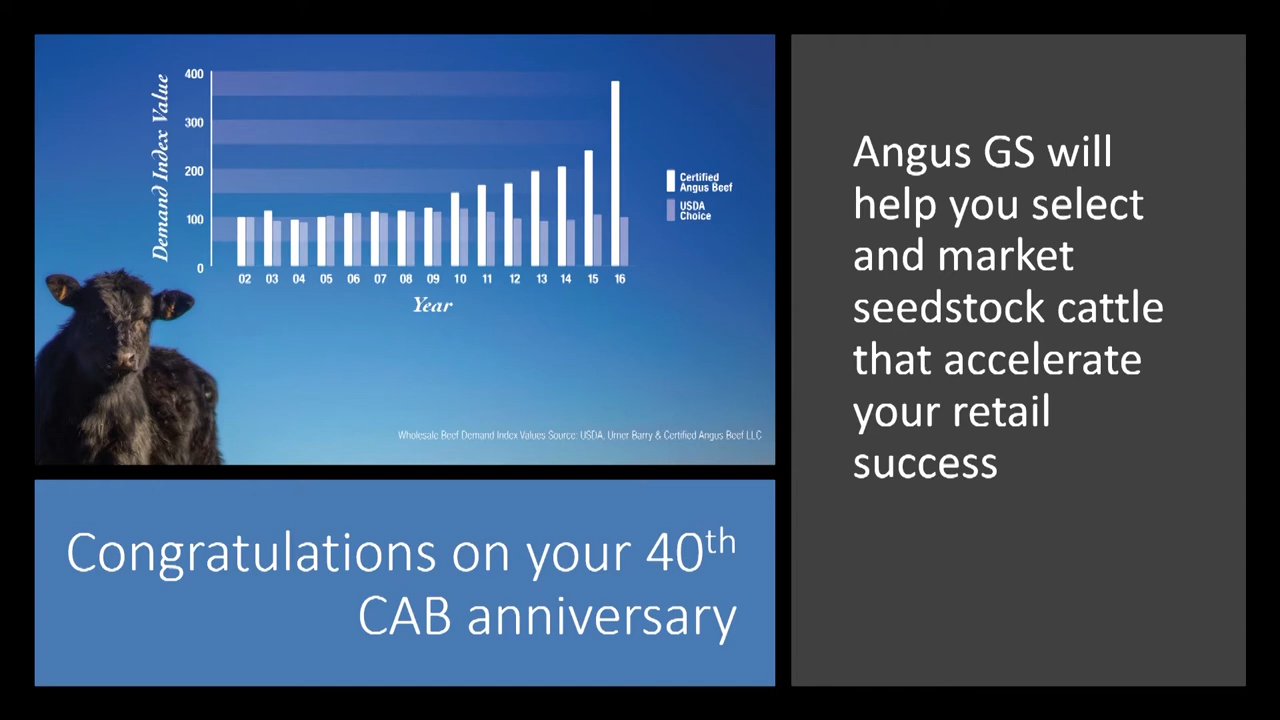 Demand Index Value
400
300
200
100
0
02 03 04 05 06 07 08 09 10 11 12 13 14 15 16
Year
Certified
Angus Beef
USDA
Choice
Wholesale Beef Demand Index Values Source: USDA, Urner Barry & Certified Angus Beef LLC
Congratulations on your 40th
CAB anniversary
Angus GS will
help you select
and market
seedstock cattle
that accelerate
your retail
success